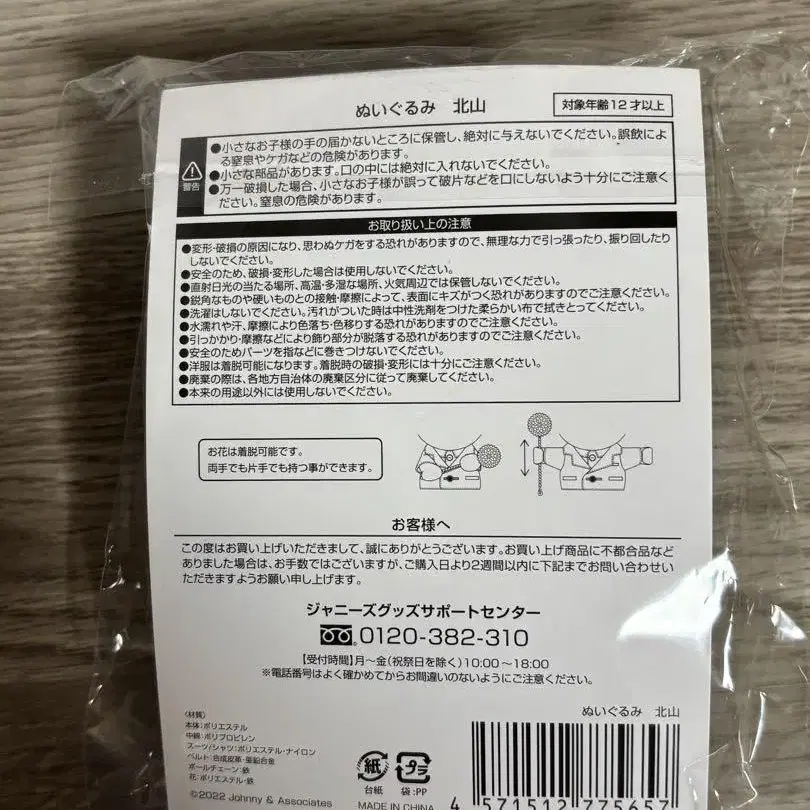 ぬいぐるみ 北山
対象年齢12才以上
警告
●小さなお子様の手の届かないところに保管し、絶対に与えないでください。誤飲によ
る窒息やケガなどの危険があります。
●小さな部品があります。口の中には絶対に入れないでください。
●万一破損した場合、小さなお子様が誤って破片などを口にしないよう十分にご注意く
ださい。窒息の危険があります。
お取り扱い上の注意
●変形・破損の原因になり、思わぬケガをする恐れがありますので、無理な力で引っ張ったり、振り回したり
しないでください。
●安全のため、破損・変形した場合は使用しないでください。
●直射日光の当たる場所、高温・多湿な場所、火気周辺では保管しないでください。
●鋭角なものや硬いものとの接触・摩擦によって、表面にキズがつく恐れがありますのでご注意ください。
●洗濯はしないでください。汚れがついた時は中性洗剤をつけた柔らかい布で拭きとってください。
●水濡れや汗、摩擦により色落ち・色移りする恐れがありますのでご注意ください。
●引っかかり・摩擦などにより飾り部分が脱落する恐れがありますのでご注意ください。
●安全のためパーツを指などに巻きつけないでください。
●洋服は着脱可能になります。着脱時の破損・変形には十分にご注意ください。
●廃棄の際は、各地方自治体の廃棄区分に従って廃棄してください。
●本来の用途以外には使用しないでください。
お花は着脱可能です。
両手でも片手でも持つ事ができます。
お客様へ
この度はお買い上げいただきまして、誠にありがとうございます。お買い上げ商品に不都合品など
ありました場合は、お手数ではございますが、ご購入日より2週間以内に下記までお問い合わせい
ただきますようお願い申し上げます。
ジャニーズグッズサポートセンター
0120-382-310
【受付時間】月〜金(祝祭日を除く)10:00〜18:00
※電話番号はよく確かめてからお間違いのないようにご注意ください。
ぬいぐるみ 北山
〈材質〉
本体:ポリエステル
中綿:ポリプロピレン
スーツ/シャツ:ポリエステル・ナイロン
ベルト:合成皮革・亜鉛合金
ボールチェーン:鉄
花:ポリエステル・鉄
©2022 Johnny & Associates
紙
台紙
プラ
袋:PP
MADE IN CHINA
4 571512 775657